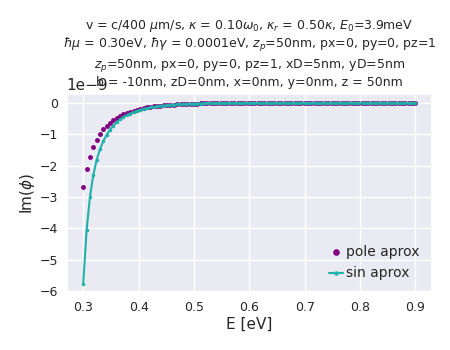 v = c/400 μm/s, κ = 0.10ω₀, κᵣ = 0.50κ, E₀=3.9meV
ħμ = 0.30eV, ħγ = 0.0001eV, zₚ=50nm, px=0, py=0, pz=1
zₚ=50nm, px=0, py=0, pz=1, xD=5nm, yD=5nm
= -10nm, zD=0nm, x=0nm, y=0nm, z = 50nm
1e−9
0
−1
−2
−3
−4
−5
−6
Im(ϕ)
pole aprox
sin aprox
0.3 0.4 0.5 0.6 0.7 0.8 0.9
E [eV]